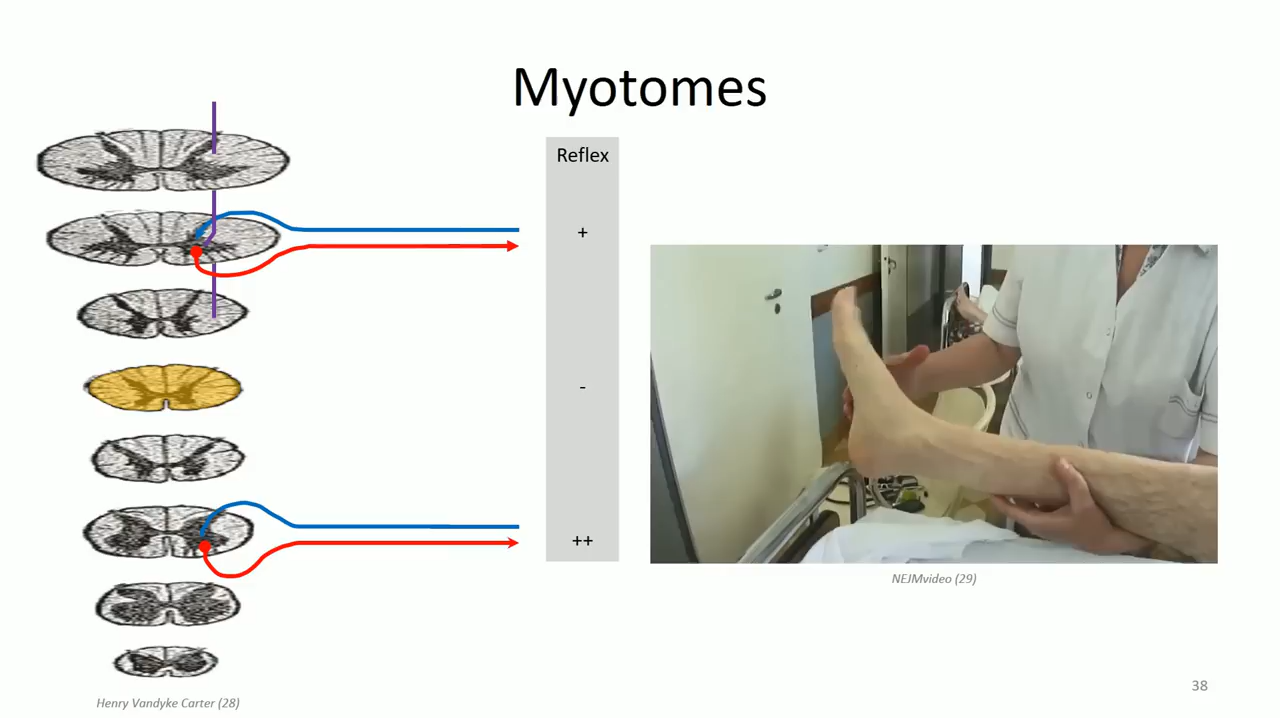 Myotomes
Reflex
+
-
++
NEJMvideo (29)
38
Henry Vandyke Carter (28)